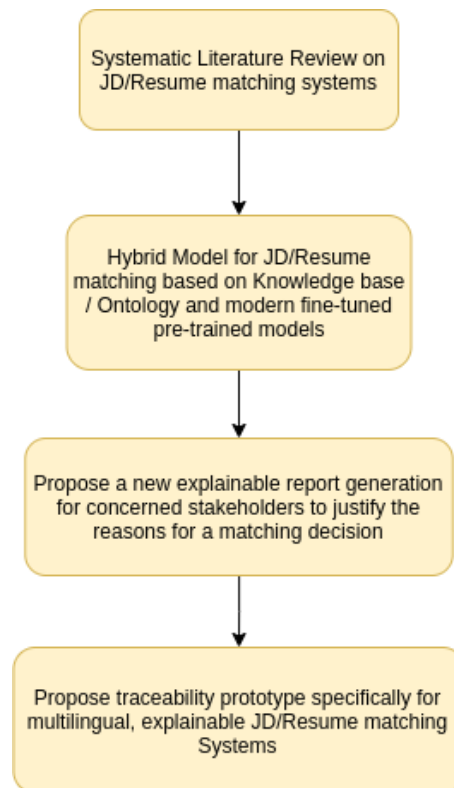 Systematic Literature Review on
JD/Resume matching systems
Hybrid Model for JD/Resume
matching based on Knowledge base
/ Ontology and modern fine-tuned
pre-trained models
Propose a new explainable report generation
for concerned stakeholders to justify the
reasons for a matching decision
Propose traceability prototype specifically for
multilingual, explainable JD/Resume matching
Systems